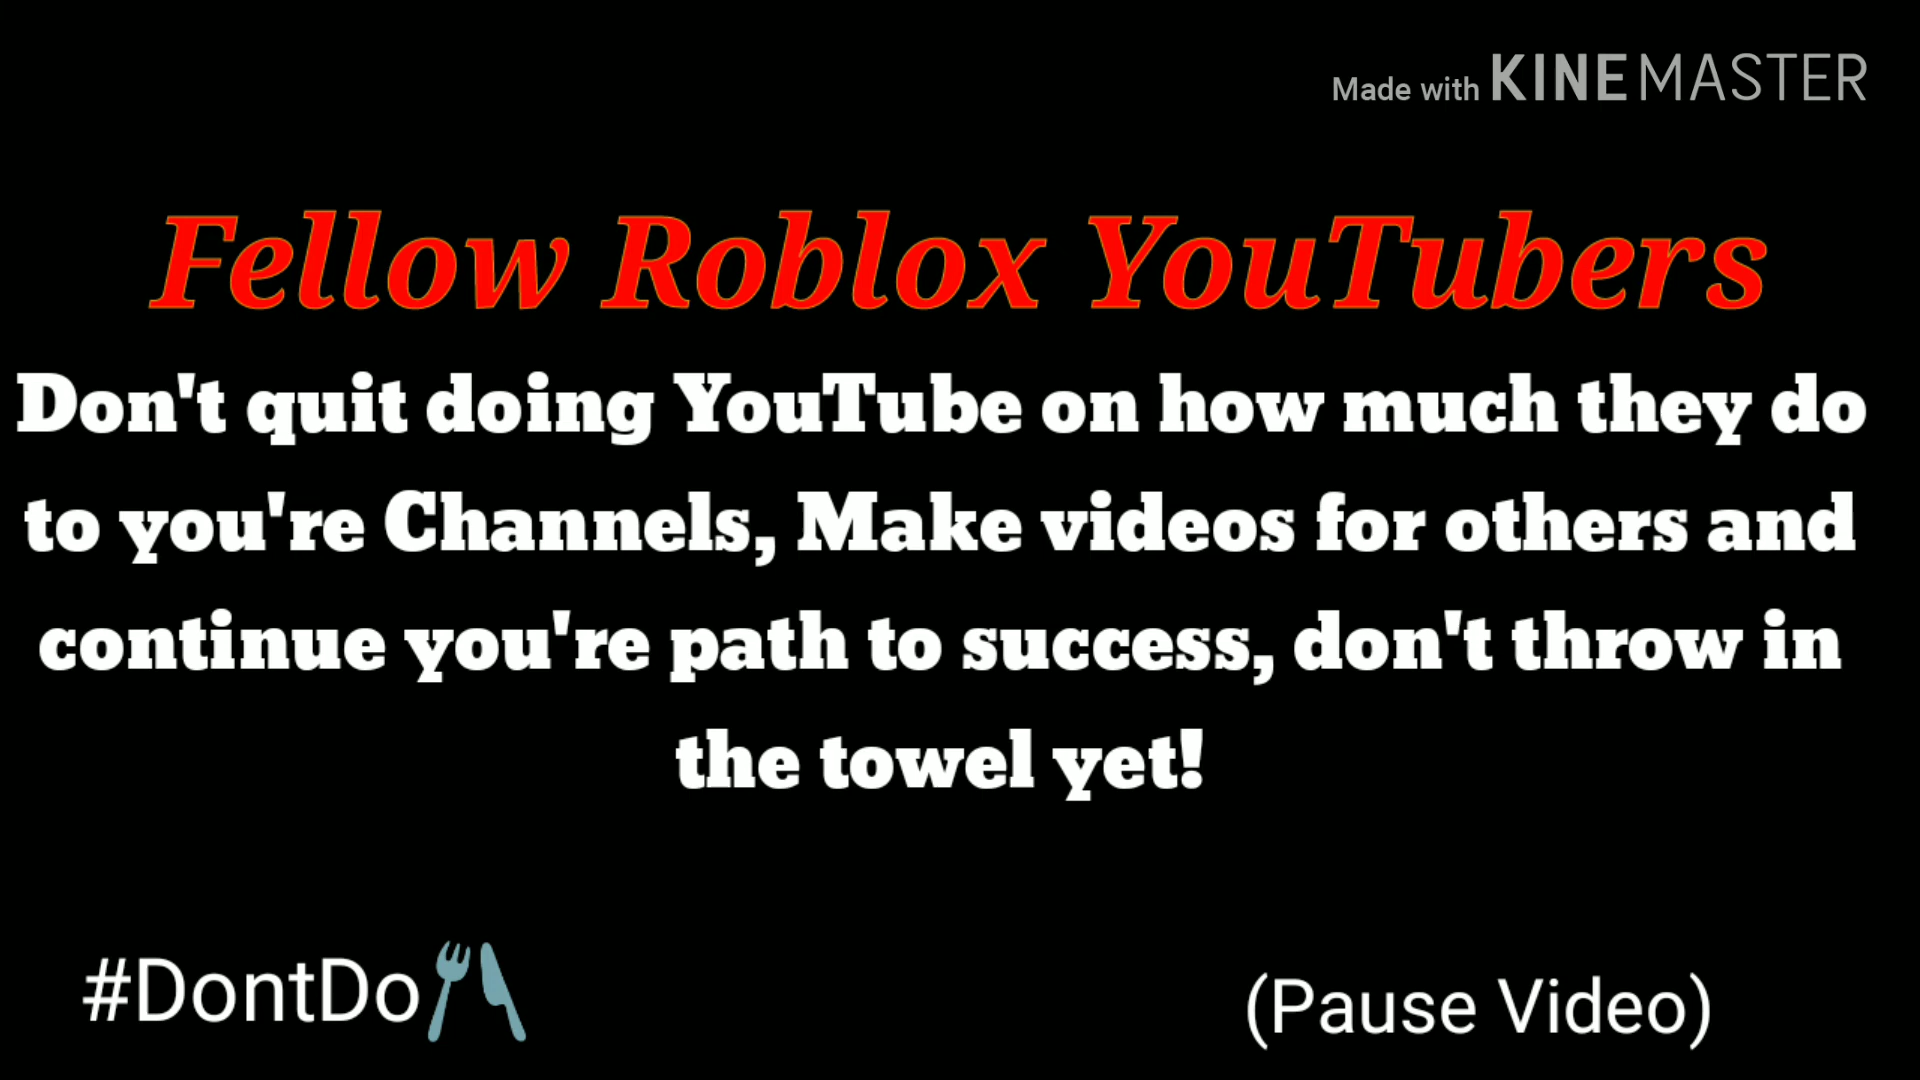 Made with KINEMASTER
Fellow Roblox YouTubers
Don't quit doing YouTube on how much they do
to you're Channels, Make videos for others and
continue you're path to success, don't throw in
the towel yet!
#DontDo🍴
(Pause Video)